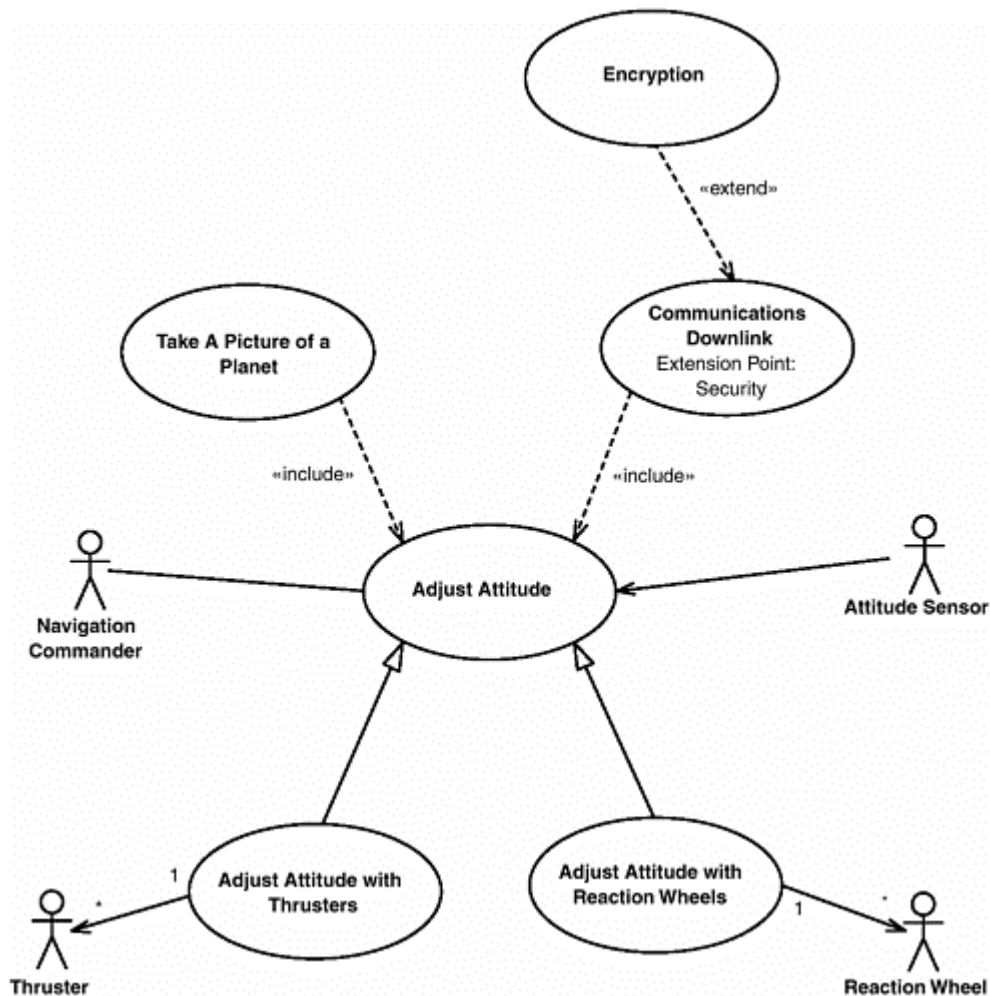 Encryption
«extend»
Communications
Downlink
Extension Point:
Security
Take A Picture of a
Planet
«include»
«include»
Adjust Attitude
Navigation
Commander
Attitude Sensor
1
*
Adjust Attitude with
Thrusters
Adjust Attitude with
Reaction Wheels
1
*
Thruster
Reaction Wheel